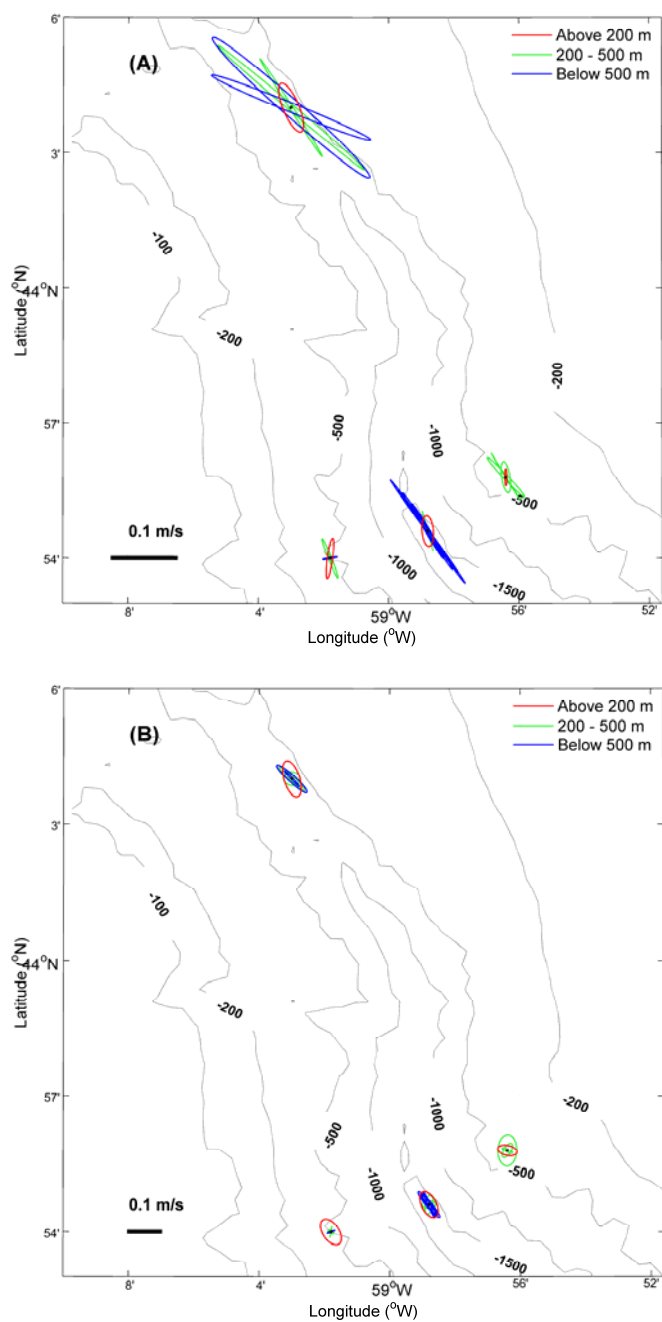 6'
(A)
Above 200 m
200 - 500 m
Below 500 m
3'
-100
Latitude (°N)
44°N
-200
-200
-500
-1000
57'
-500
0.1 m/s
54'
-1000
-1500
8'
4'
59°W
56'
52'
Longitude (°W)
6'
(B)
Above 200 m
200 - 500 m
Below 500 m
3'
-100
Latitude (°N)
44°N
-200
57'
-200
-1000
-500
-500
-1000
0.1 m/s
54'
-1500
8'
4'
59°W
56'
52'
Longitude (°W)